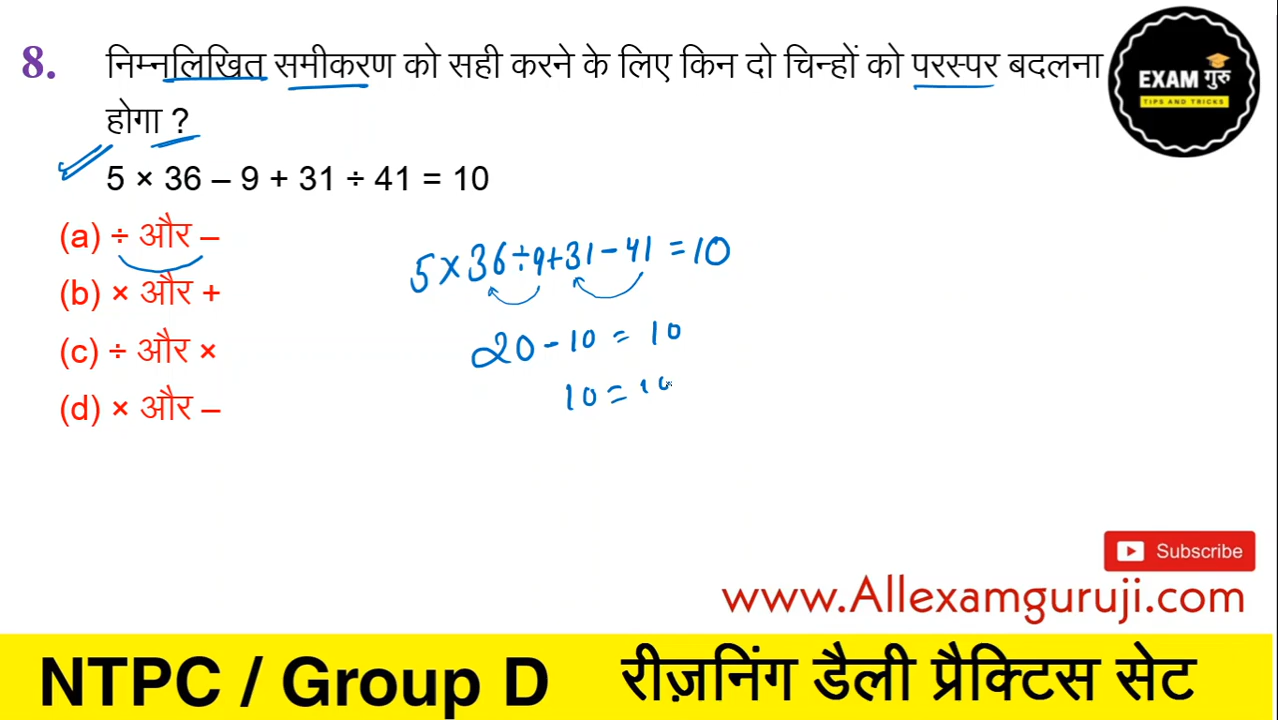 8. निम्नलिखित समीकरण को सही करने के लिए किन दो चिन्हों को परस्पर बदलना
होगा ?
EXAM गुरु
TIPS AND TRICKS
5 × 36 – 9 + 31 ÷ 41 = 10
(a) ÷ और –
(b) × और +
(c) ÷ और ×
(d) × और –
5 × 36 ÷ 9 + 31 – 41 = 10
20 – 10 = 10
10 = 10
Subscribe
www.Allexamguruji.com
NTPC / Group D रीज़निंग डैली प्रैक्टिस सेट